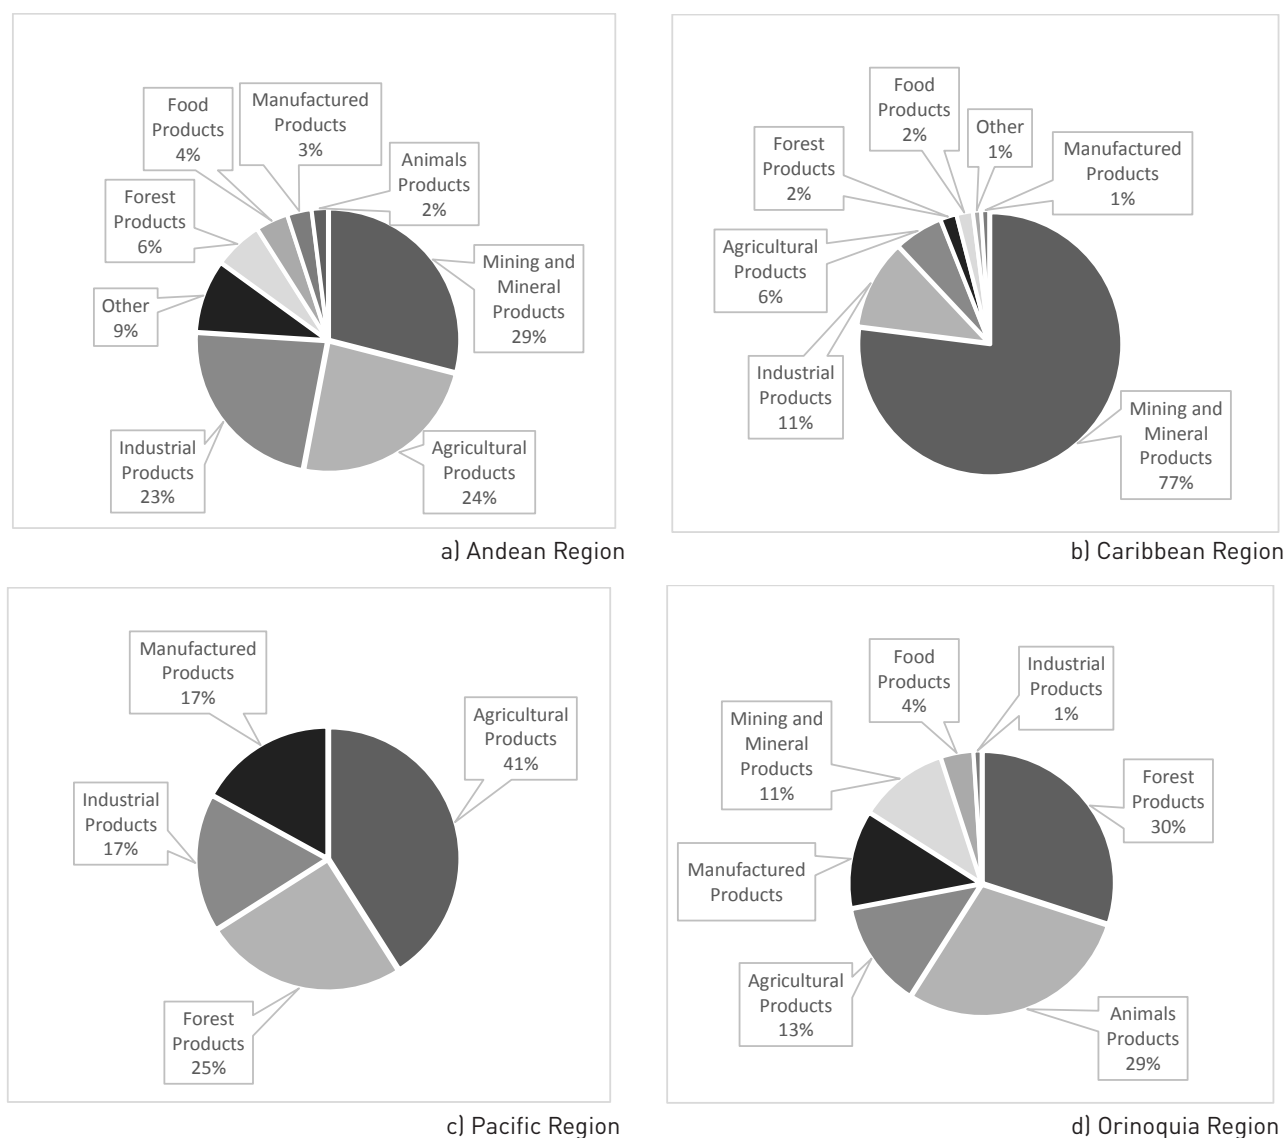 Food
Products
4%
Manufactured
Products
3%
Animals
Products
2%
Forest
Products
6%
Mining and
Mineral
Products
29%
Other
9%
Industrial
Products
23%
Agricultural
Products
24%
a) Andean Region
Food
Products
2%
Other
1%
Forest
Products
2%
Manufactured
Products
1%
Agricultural
Products
6%
Industrial
Products
11%
Mining and
Mineral
Products
77%
b) Caribbean Region
Manufactured
Products
17%
Agricultural
Products
41%
Industrial
Products
17%
Forest
Products
25%
c) Pacific Region
Food
Products
4%
Industrial
Products
1%
Mining and
Mineral
Products
11%
Forest
Products
30%
Manufactured
Products
Agricultural
Products
13%
Animals
Products
29%
d) Orinoquia Region